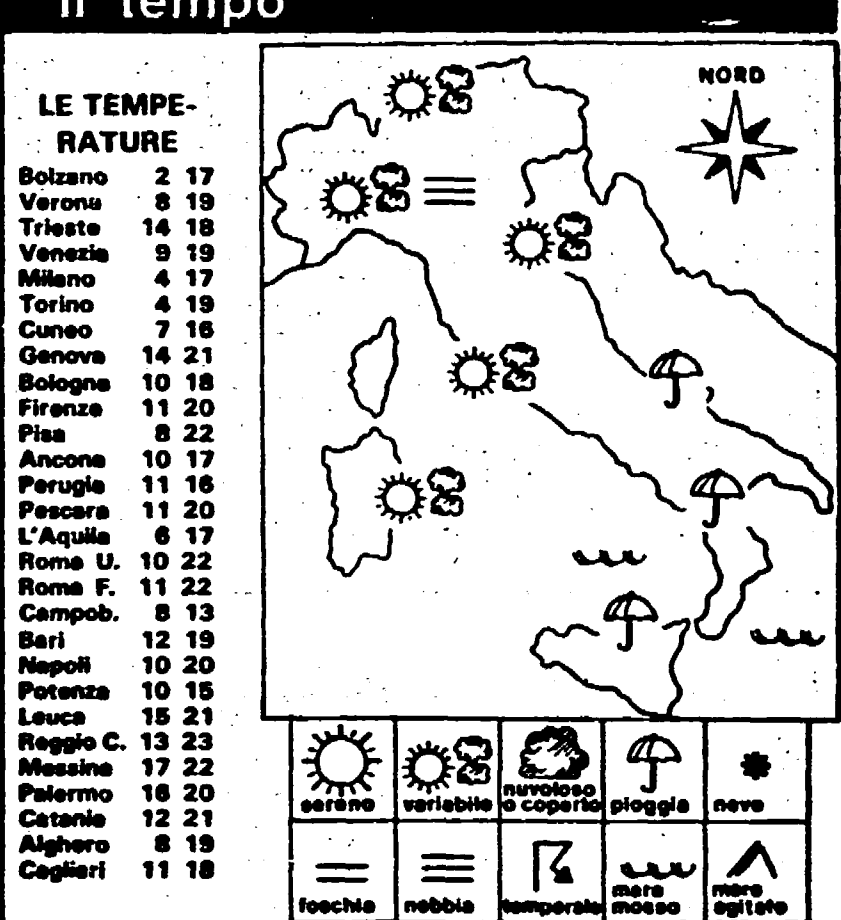 il tempo
LE TEMPE-
RATURE
Bolzano 2 17
Verona 8 19
Trieste 14 18
Venezia 9 19
Milano 4 17
Torino 4 19
Cuneo 7 16
Genova 14 21
Bologna 10 18
Firenze 11 20
Pisa 8 22
Ancona 10 17
Perugia 11 16
Pescara 11 20
L'Aquila 6 17
Roma U. 10 22
Roma F. 11 22
Campob. 8 13
Bari 12 19
Napoli 10 20
Potenza 10 15
Leuca 15 21
Reggio C. 13 23
Messina 17 22
Palermo 16 20
Catania 12 21
Alghero 8 19
Cagliari 11 18
NORD
sereno
variabile
nuvoloso
o coperto
pioggia
neve
foschia
nebbia
temporale
mare
mosso
mare
agitato